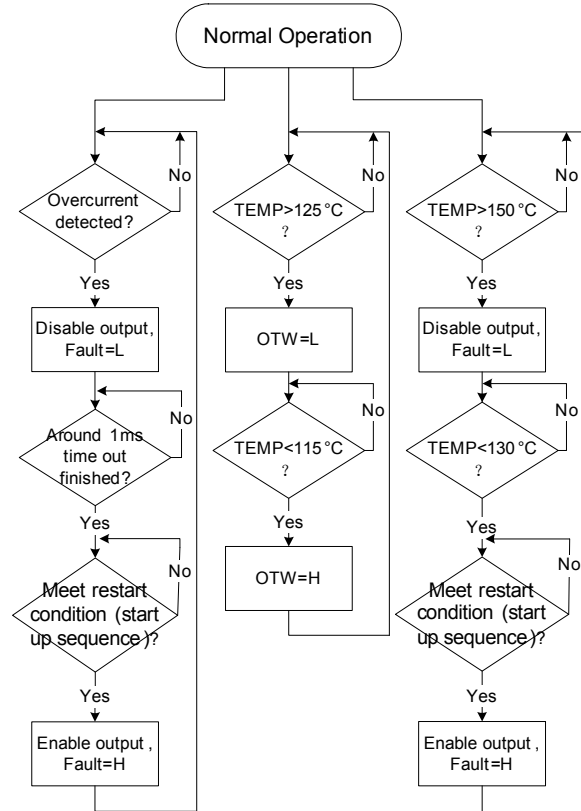 Normal Operation
Overcurrent
detected?
No
Yes
Disable output,
Fault=L
Around 1ms
time out
finished?
No
Yes
Meet restart
condition (start
up sequence)?
No
Yes
Enable output,
Fault=H
TEMP>125°C
?
No
Yes
OTW=L
TEMP<115°C
?
No
Yes
OTW=H
TEMP>150°C
?
No
Yes
Disable output,
Fault=L
TEMP<130°C
?
No
Yes
Meet restart
condition (start
up sequence)?
No
Yes
Enable output,
Fault=H